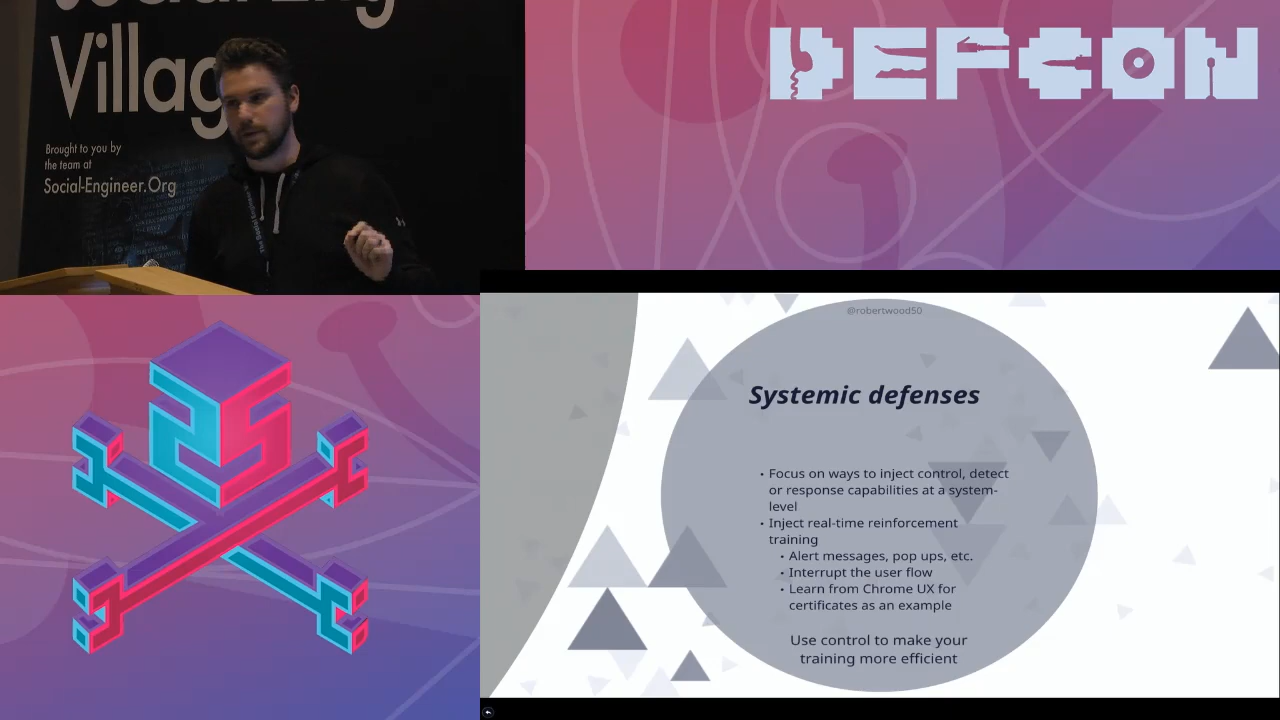 Village
Brought to you by
the team at
Social-Engineer.Org
DEFCON
@robertwood50
Systemic defenses
• Focus on ways to inject control, detect
or response capabilities at a system-
level
• Inject real-time reinforcement
training
• Alert messages, pop ups, etc.
• Interrupt the user flow
• Learn from Chrome UX for
certificates as an example
Use control to make your
training more efficient